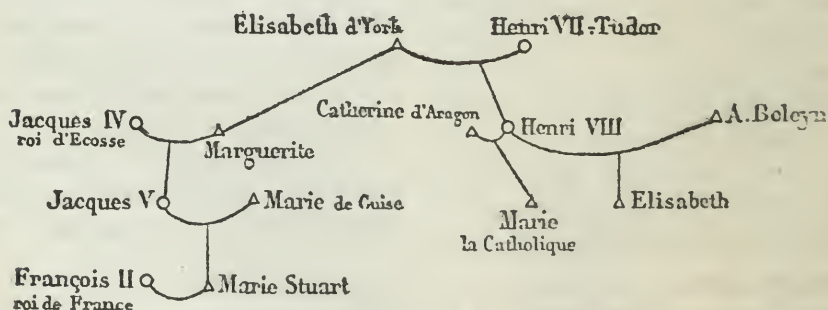 Elisabeth d'York
Henri VII-Tudor
Jacques IV
roi d'Ecosse
Marguerite
Catherine d'Aragon
Henri VIII
A. Boleyn
Jacques V
Marie de Guise
Marie
la Catholique
Elisabeth
François II
roi de France
Marie Stuart